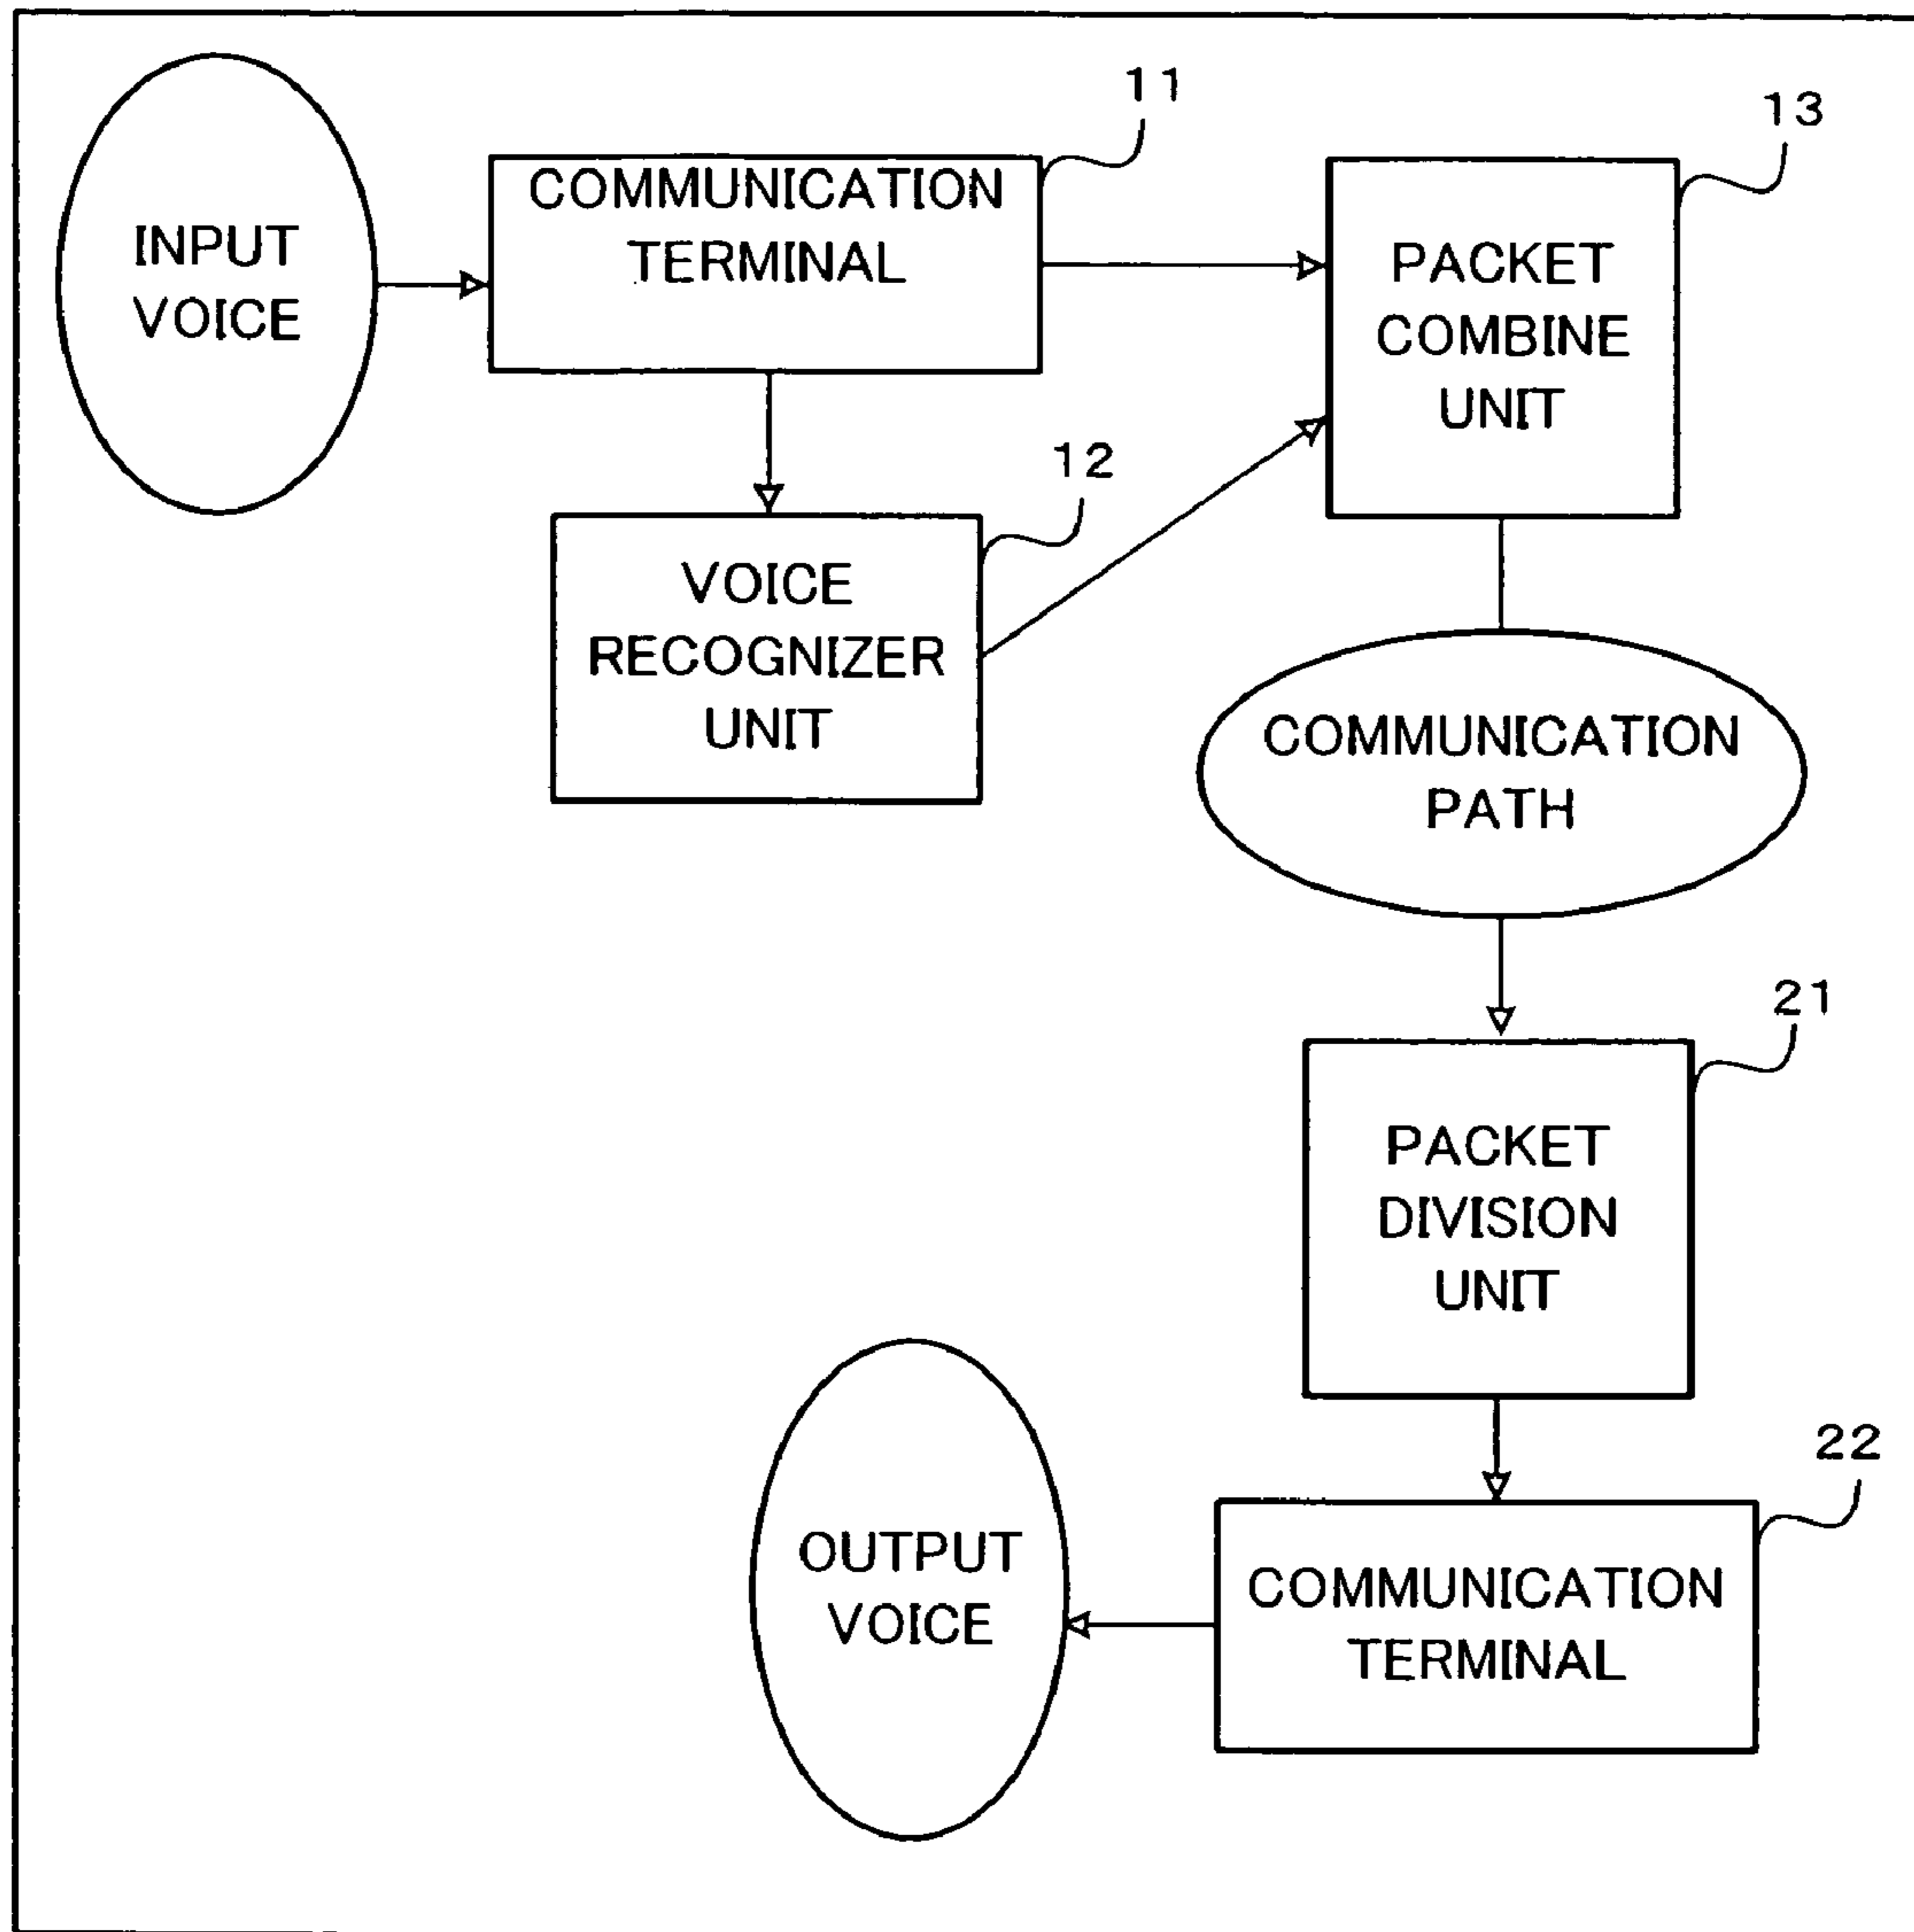 11
13
INPUT
VOICE
COMMUNICATION
TERMINAL
PACKET
COMBINE
UNIT
12
VOICE
RECOGNIZER
UNIT
COMMUNICATION
PATH
21
PACKET
DIVISION
UNIT
22
OUTPUT
VOICE
COMMUNICATION
TERMINAL